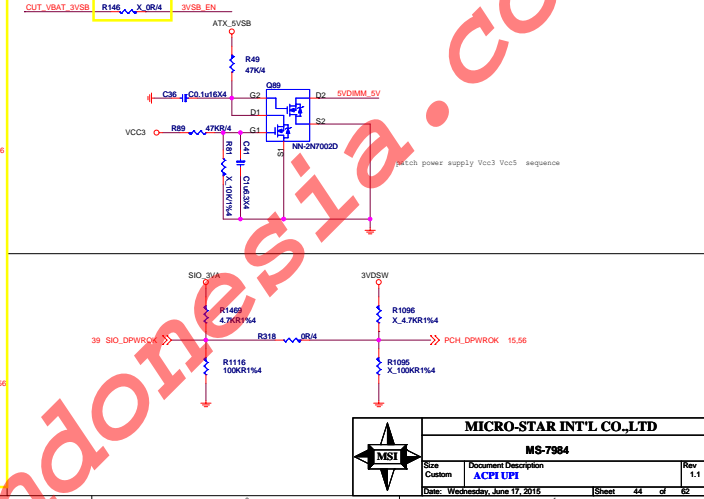 CUT_VBAT_3VSB R146 X_0R/4 3VSB_EN
ATX_5VSB
R49
47K/4
C36 C0.1u16X4 G2 Q89 D2 5VDIMM_5V
D1 S2
VCC3 R89 47KR/4 G1
NN-2N7002D
S1
R81
X_10K/1%4
C41
C1u6.3X4
patch power supply Vcc3 Vcc5 sequence
SIO_3VA 3VDSW
R1469
4.7KR1%4
R1096
X_4.7KR1%4
39 SIO_DPWROK R318 0R/4 PCH_DPWROK 15,56
R1116
100KR1%4
R1095
X_100KR1%4
ndonesia.co
MSI
MICRO-STAR INT'L CO.,LTD
MS-7984
Size
Custom
Document Description
ACPI UPI
Rev
1.1
Date: Wednesday, June 17, 2015 Sheet 44 of 62